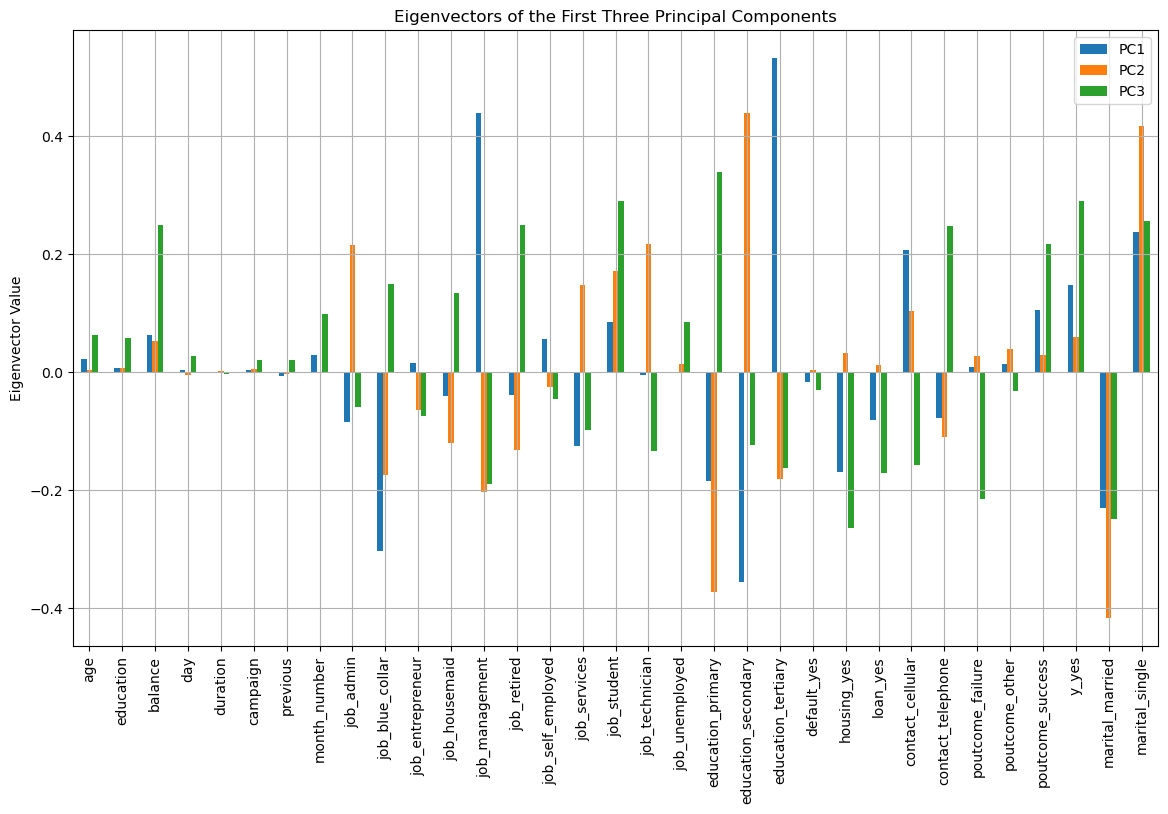 Eigenvectors of the First Three Principal Components
PC1
PC2
PC3
Eigenvector Value
0.4
0.2
0.0
−0.2
−0.4
age
education
balance
day
duration
campaign
previous
month_number
job_admin
job_blue_collar
job_entrepreneur
job_housemaid
job_management
job_retired
job_self_employed
job_services
job_student
job_technician
job_unemployed
education_primary
education_secondary
education_tertiary
default_yes
housing_yes
loan_yes
contact_cellular
contact_telephone
poutcome_failure
poutcome_other
poutcome_success
y_yes
marital_married
marital_single